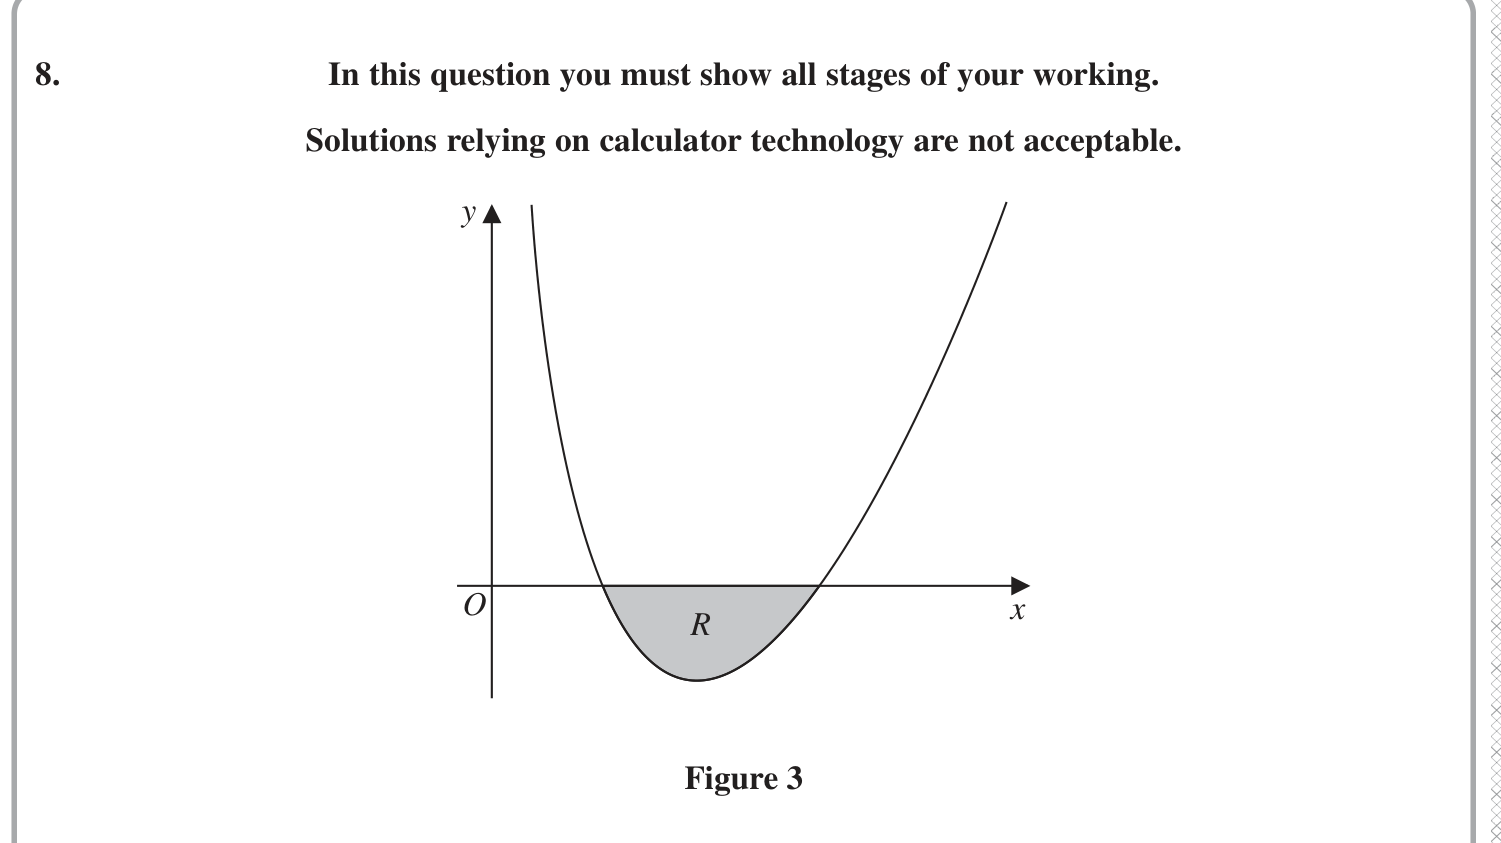 8. In this question you must show all stages of your working.
Solutions relying on calculator technology are not acceptable.
y
O
R
x
Figure 3